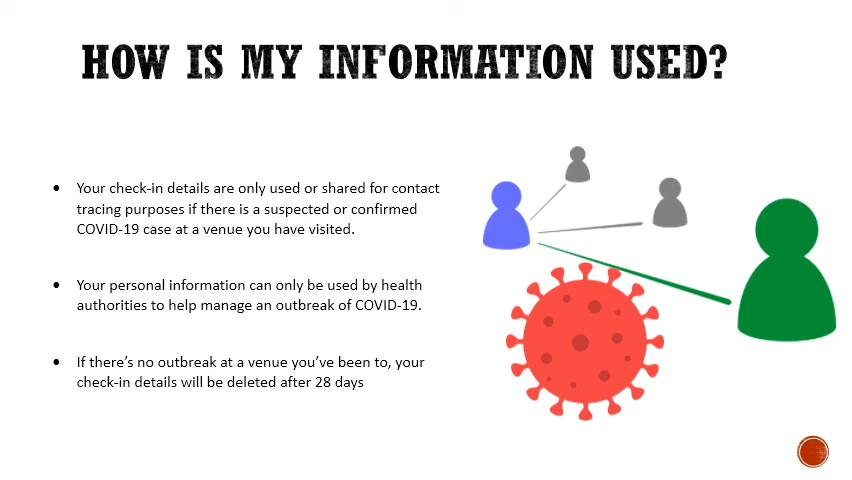 HOW IS MY INFORMATION USED?
• Your check-in details are only used or shared for contact
tracing purposes if there is a suspected or confirmed
COVID-19 case at a venue you have visited.
• Your personal information can only be used by health
authorities to help manage an outbreak of COVID-19.
• If there’s no outbreak at a venue you’ve been to, your
check-in details will be deleted after 28 days